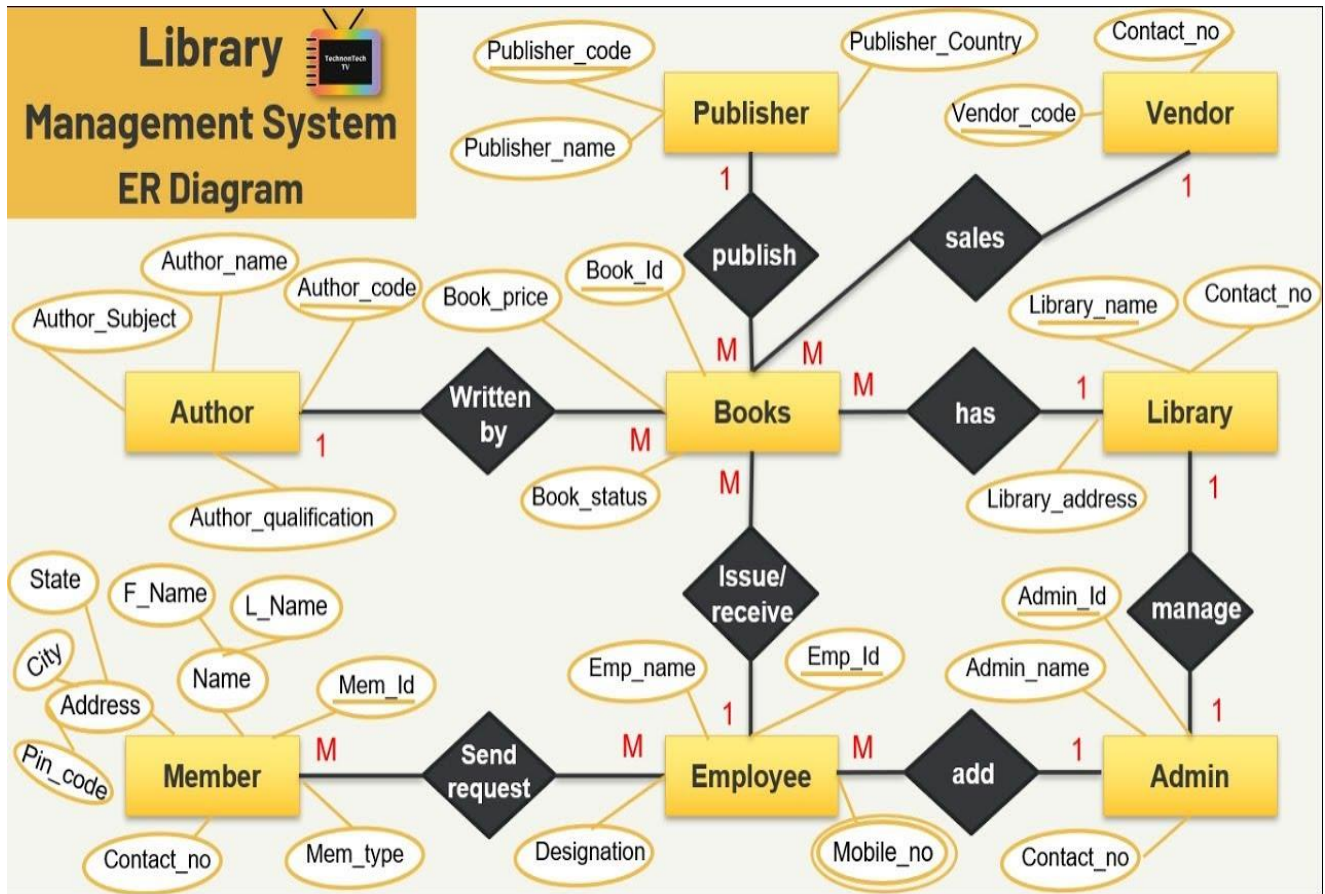 Library
TechnonTech
TV
Management System
ER Diagram
Publisher_code
Publisher_Country
Contact_no
Publisher
Vendor_code
Vendor
Publisher_name
1
1
publish
sales
Author_name
Author_code
Author_Subject
Book_price
Book_Id
Library_name
Contact_no
M
M
Author
1
Written
by
M
Books
M
has
1
Library
Author_qualification
Book_status
M
Library_address
1
State
F_Name
L_Name
City
Name
Address
Mem_Id
Pin_code
Issue/
receive
Emp_name
Emp_Id
Admin_Id
manage
Admin_name
1
1
Member
M
Send
request
M
Employee
M
add
1
Admin
Contact_no
Mem_type
Designation
Mobile_no
Contact_no